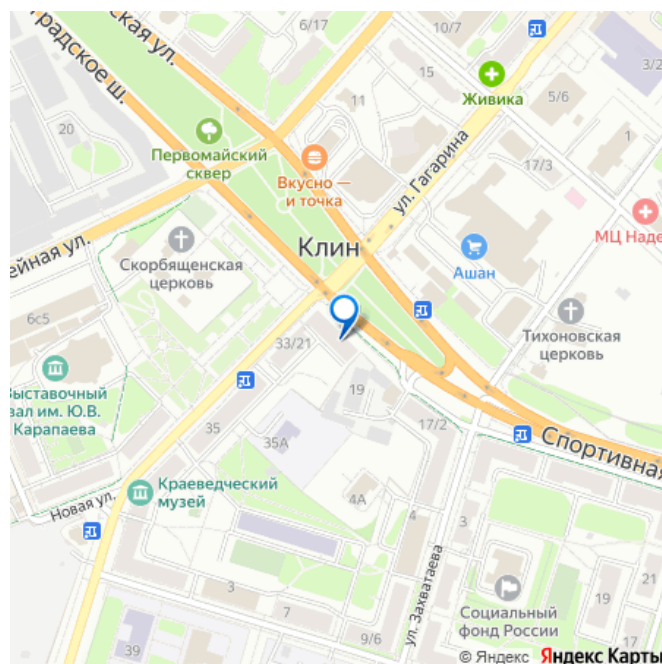 ская ул.
градское ш.
6/17
10/7
15
Живика
5/6
3/2
11
20
Первомайский
сквер
Вкусно —
и точка
ул. Гагарина
17/3
1
МЦ Наде
Клин
ейная ул.
Скорбященская
церковь
Ашан
Тихоновская
церковь
6с5
33/21
Выставочный
зал им. Ю.В.
Карапаева
19
35
35А
17/2
Спортивная
Краеведческий
музей
Новая ул.
4А
4
3
ул. Захватаева
3
7
9/6
39
Социальный
фонд России
19
21
17
© Яндекс Яндекс Карты